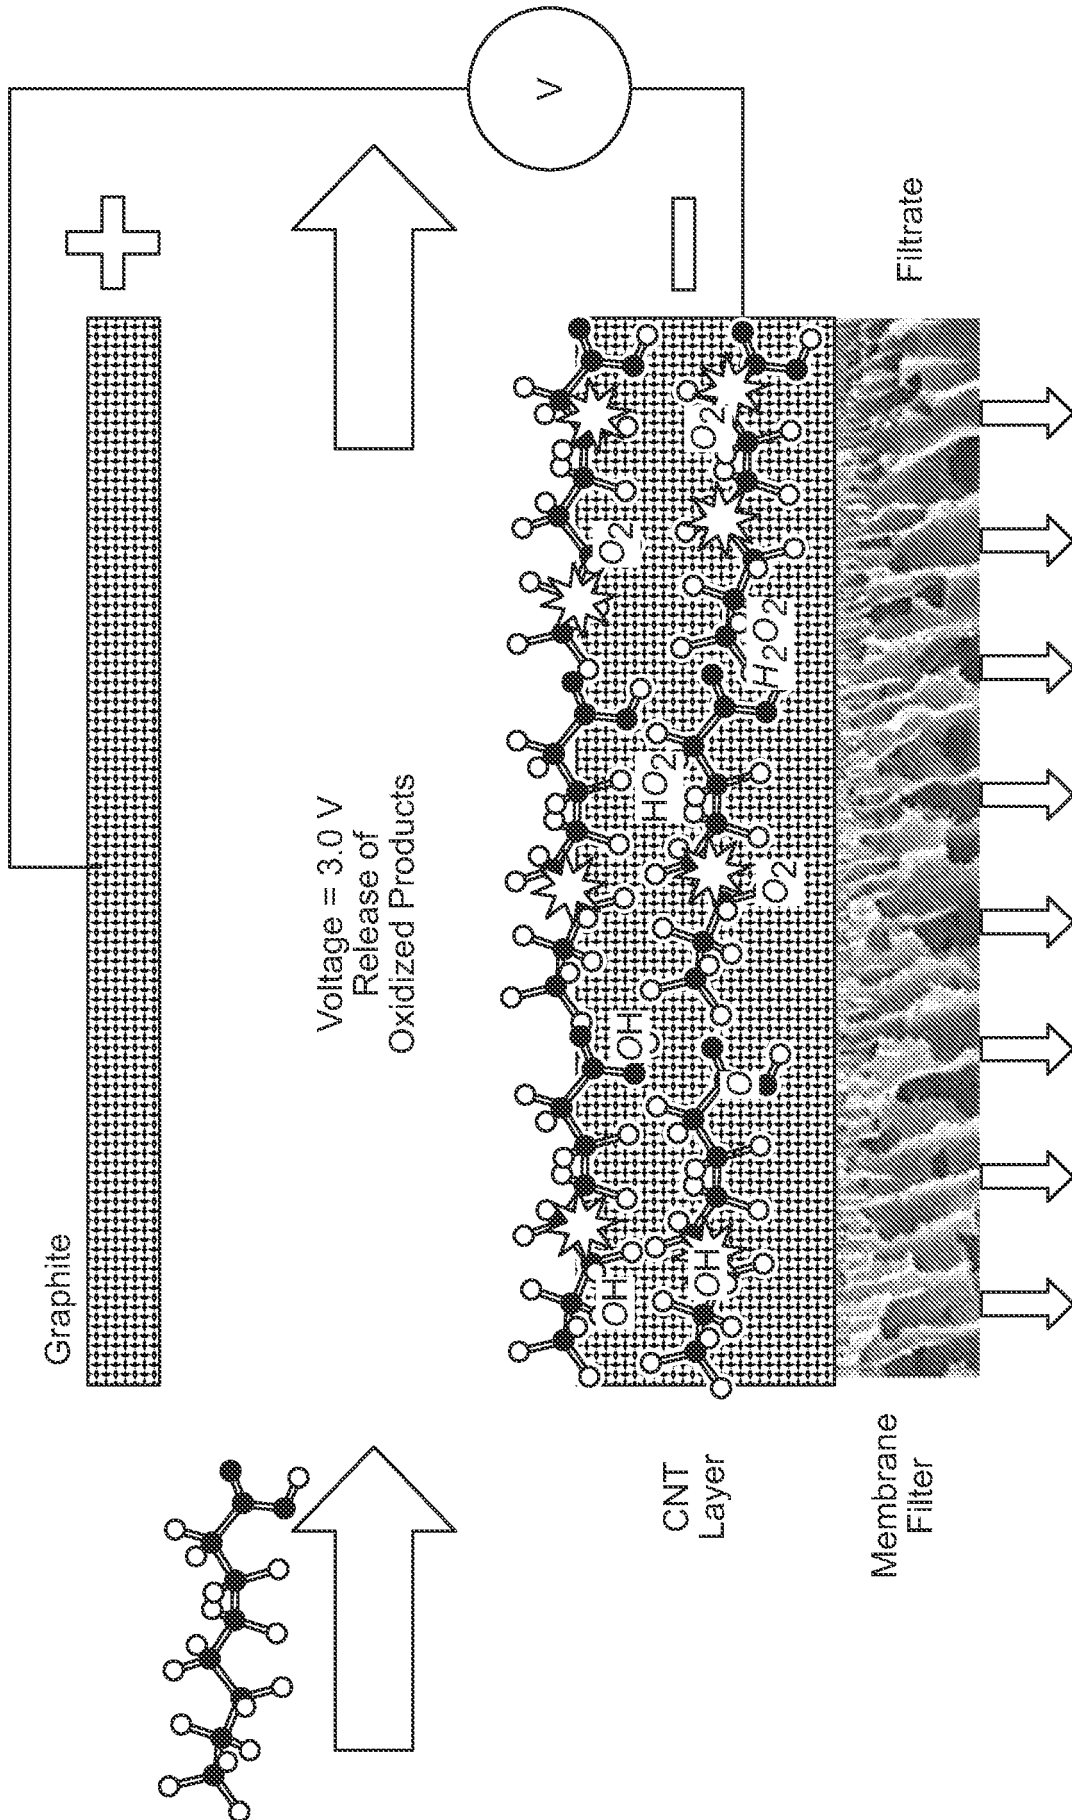 Graphite
+
V
Voltage = 3.0 V
Release of
Oxidized Products
−
CNT
Layer
OH
OH
OH
O
HO2
O2
O2
H2O2
O2
Membrane
Filter
Filtrate